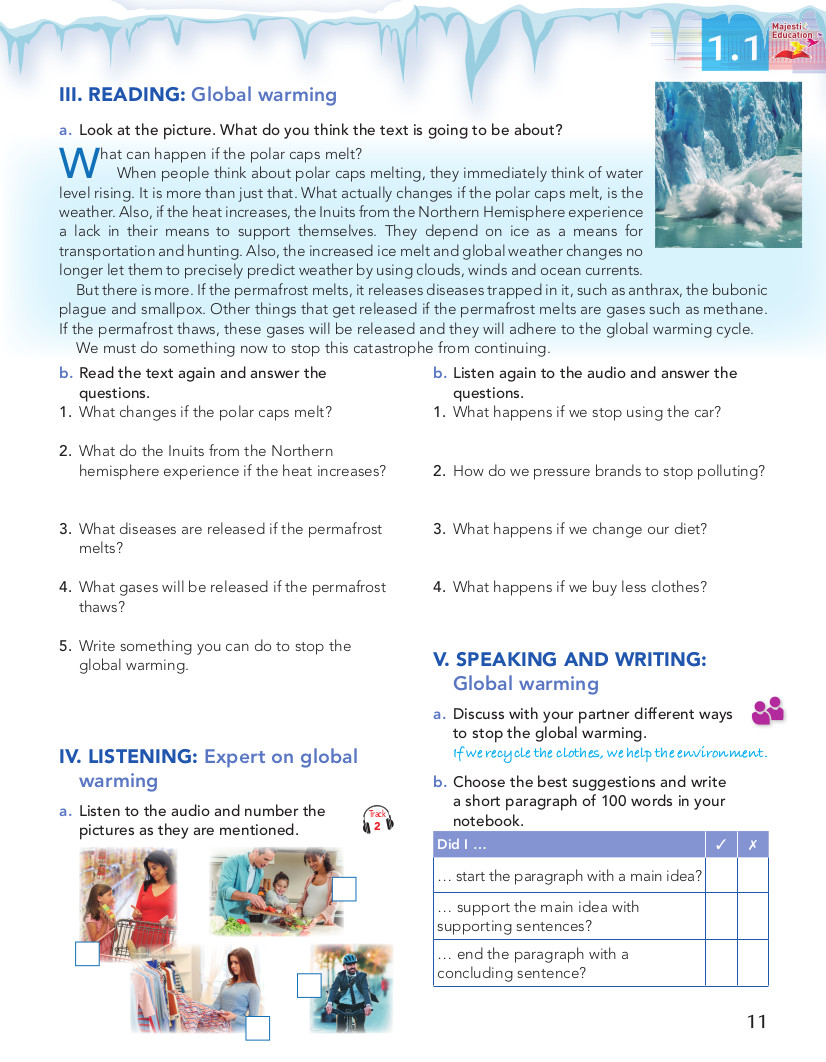 1.1
Majestic
Education
III. READING: Global warming
a. Look at the picture. What do you think the text is going to be about?
What can happen if the polar caps melt?
When people think about polar caps melting, they immediately think of water
level rising. It is more than just that. What actually changes if the polar caps melt, is the
weather. Also, if the heat increases, the Inuits from the Northern Hemisphere experience
a lack in their means to support themselves. They depend on ice as a means for
transportation and hunting. Also, the increased ice melt and global weather changes no
longer let them to precisely predict weather by using clouds, winds and ocean currents.
But there is more. If the permafrost melts, it releases diseases trapped in it, such as anthrax, the bubonic
plague and smallpox. Other things that get released if the permafrost melts are gases such as methane.
If the permafrost thaws, these gases will be released and they will adhere to the global warming cycle.
We must do something now to stop this catastrophe from continuing.
b. Read the text again and answer the
questions.
1. What changes if the polar caps melt?
2. What do the Inuits from the Northern
hemisphere experience if the heat increases?
3. What diseases are released if the permafrost
melts?
4. What gases will be released if the permafrost
thaws?
5. Write something you can do to stop the
global warming.
IV. LISTENING: Expert on global
warming
a. Listen to the audio and number the
pictures as they are mentioned.
Track
2
b. Listen again to the audio and answer the
questions.
1. What happens if we stop using the car?
2. How do we pressure brands to stop polluting?
3. What happens if we change our diet?
4. What happens if we buy less clothes?
V. SPEAKING AND WRITING:
Global warming
a. Discuss with your partner different ways
to stop the global warming.
If we recycle the clothes, we help the environment.
b. Choose the best suggestions and write
a short paragraph of 100 words in your
notebook.
Did I ... ✓ ✗
... start the paragraph with a main idea?
... support the main idea with
supporting sentences?
... end the paragraph with a
concluding sentence?
11